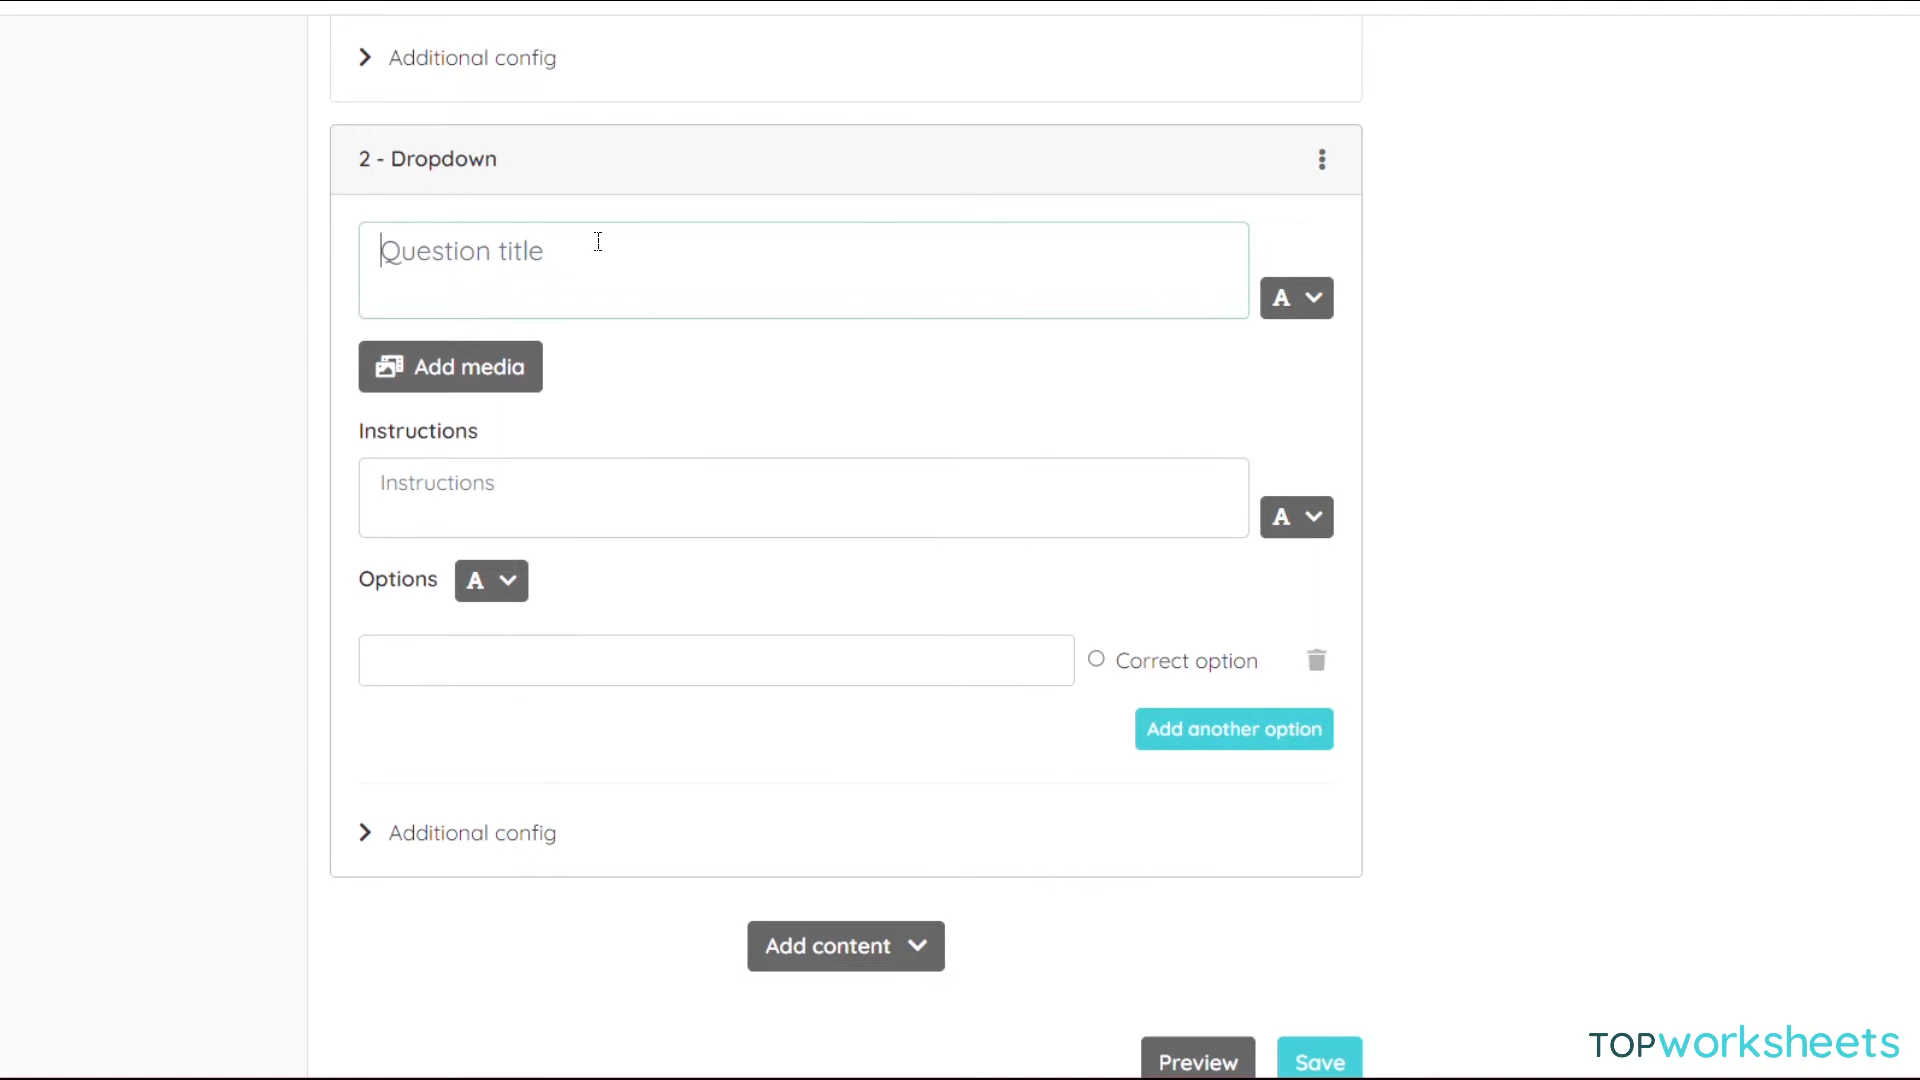 Additional config
2 - Dropdown
Question title
A
Add media
Instructions
Instructions
A
Options A
Correct option
Add another option
Additional config
Add content
Preview Save
TOPworksheets